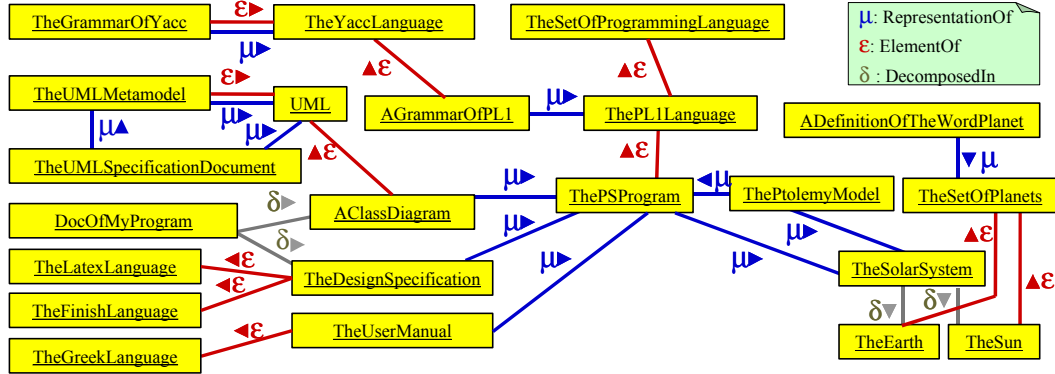 TheGrammarOfYacc
ε►
μ►
TheYaccLanguage
TheSetOfProgrammingLanguage
μ: RepresentationOf
ε: ElementOf
δ: DecomposedIn
▲ε
▲ε
TheUMLMetamodel
ε►
μ►
UML
AGrammarOfPL1
μ►
ThePL1Language
ADefinitionOfTheWordPlanet
μ▲
μ►
▲ε
▲ε
▼μ
TheUMLSpecificationDocument
DocOfMyProgram
δ►
δ►
AClassDiagram
μ►
ThePSProgram
◄μ
ThePtolemyModel
TheSetOfPlanets
μ►
μ►
μ►
μ►
▲ε
▲ε
TheLatexLanguage
◄ε
◄ε
TheDesignSpecification
TheSolarSystem
TheFinishLanguage
δ▼
δ▼
TheGreekLanguage
◄ε
TheUserManual
TheEarth
TheSun